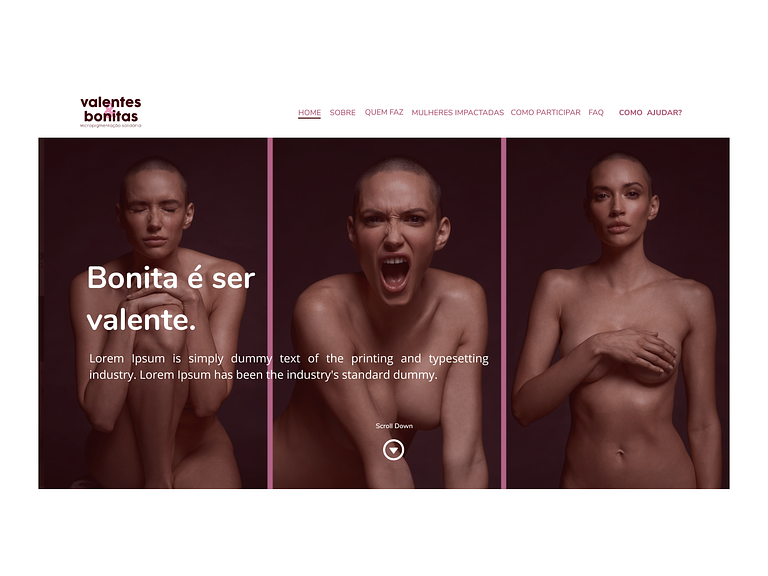 valentes
bonitas
micropigmentação solidária
HOME SOBRE QUEM FAZ MULHERES IMPACTADAS COMO PARTICIPAR FAQ COMO AJUDAR?
Bonita é ser
valente.
Lorem Ipsum is simply dummy text of the printing and typesetting
industry. Lorem Ipsum has been the industry's standard dummy.
Scroll Down